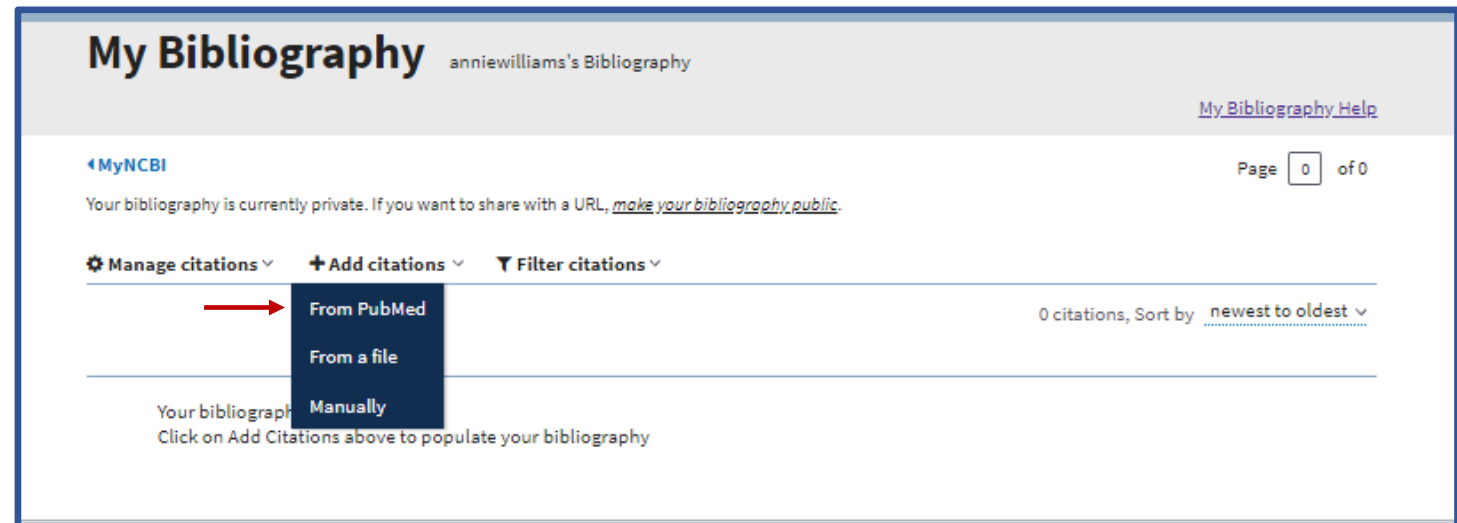 My Bibliography anniewilliams's Bibliography
My Bibliography Help
MyNCBI
Page 0 of 0
Your bibliography is currently private. If you want to share with a URL, make your bibliography public.
Manage citations + Add citations Filter citations
From PubMed
0 citations, Sort by newest to oldest
From a file
Manually
Your bibliograph
Click on Add Citations above to populate your bibliography